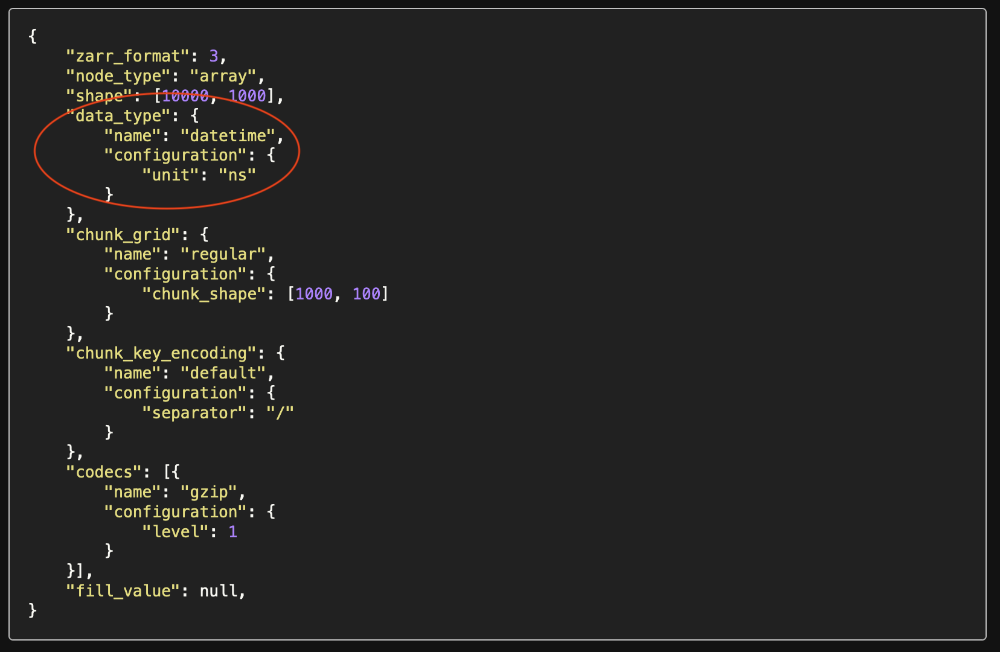 {
    "zarr_format": 3,
    "node_type": "array",
    "shape": [10000, 1000],
    "data_type": {
        "name": "datetime",
        "configuration": {
            "unit": "ns"
        }
    },
    "chunk_grid": {
        "name": "regular",
        "configuration": {
            "chunk_shape": [1000, 100]
        }
    },
    "chunk_key_encoding": {
        "name": "default",
        "configuration": {
            "separator": "/"
        }
    },
    "codecs": [{
        "name": "gzip",
        "configuration": {
            "level": 1
        }
    }],
    "fill_value": null,
}